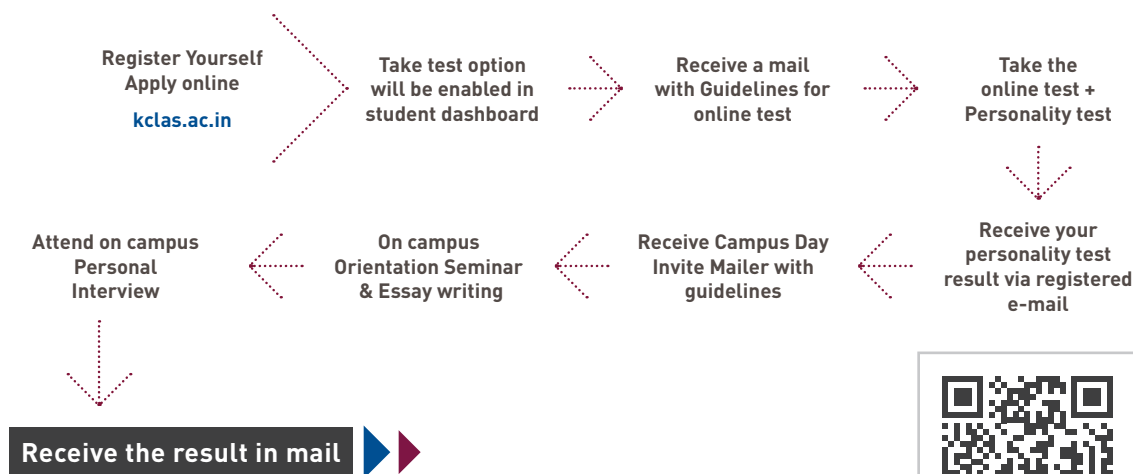 Register Yourself
Apply online
kclas.ac.in
Take test option
will be enabled in
student dashboard
Receive a mail
with Guidelines for
online test
Take the
online test +
Personality test
Receive your
personality test
result via registered
e-mail
Receive Campus Day
Invite Mailer with
guidelines
On campus
Orientation Seminar
& Essay writing
Attend on campus
Personal
Interview
Receive the result in mail